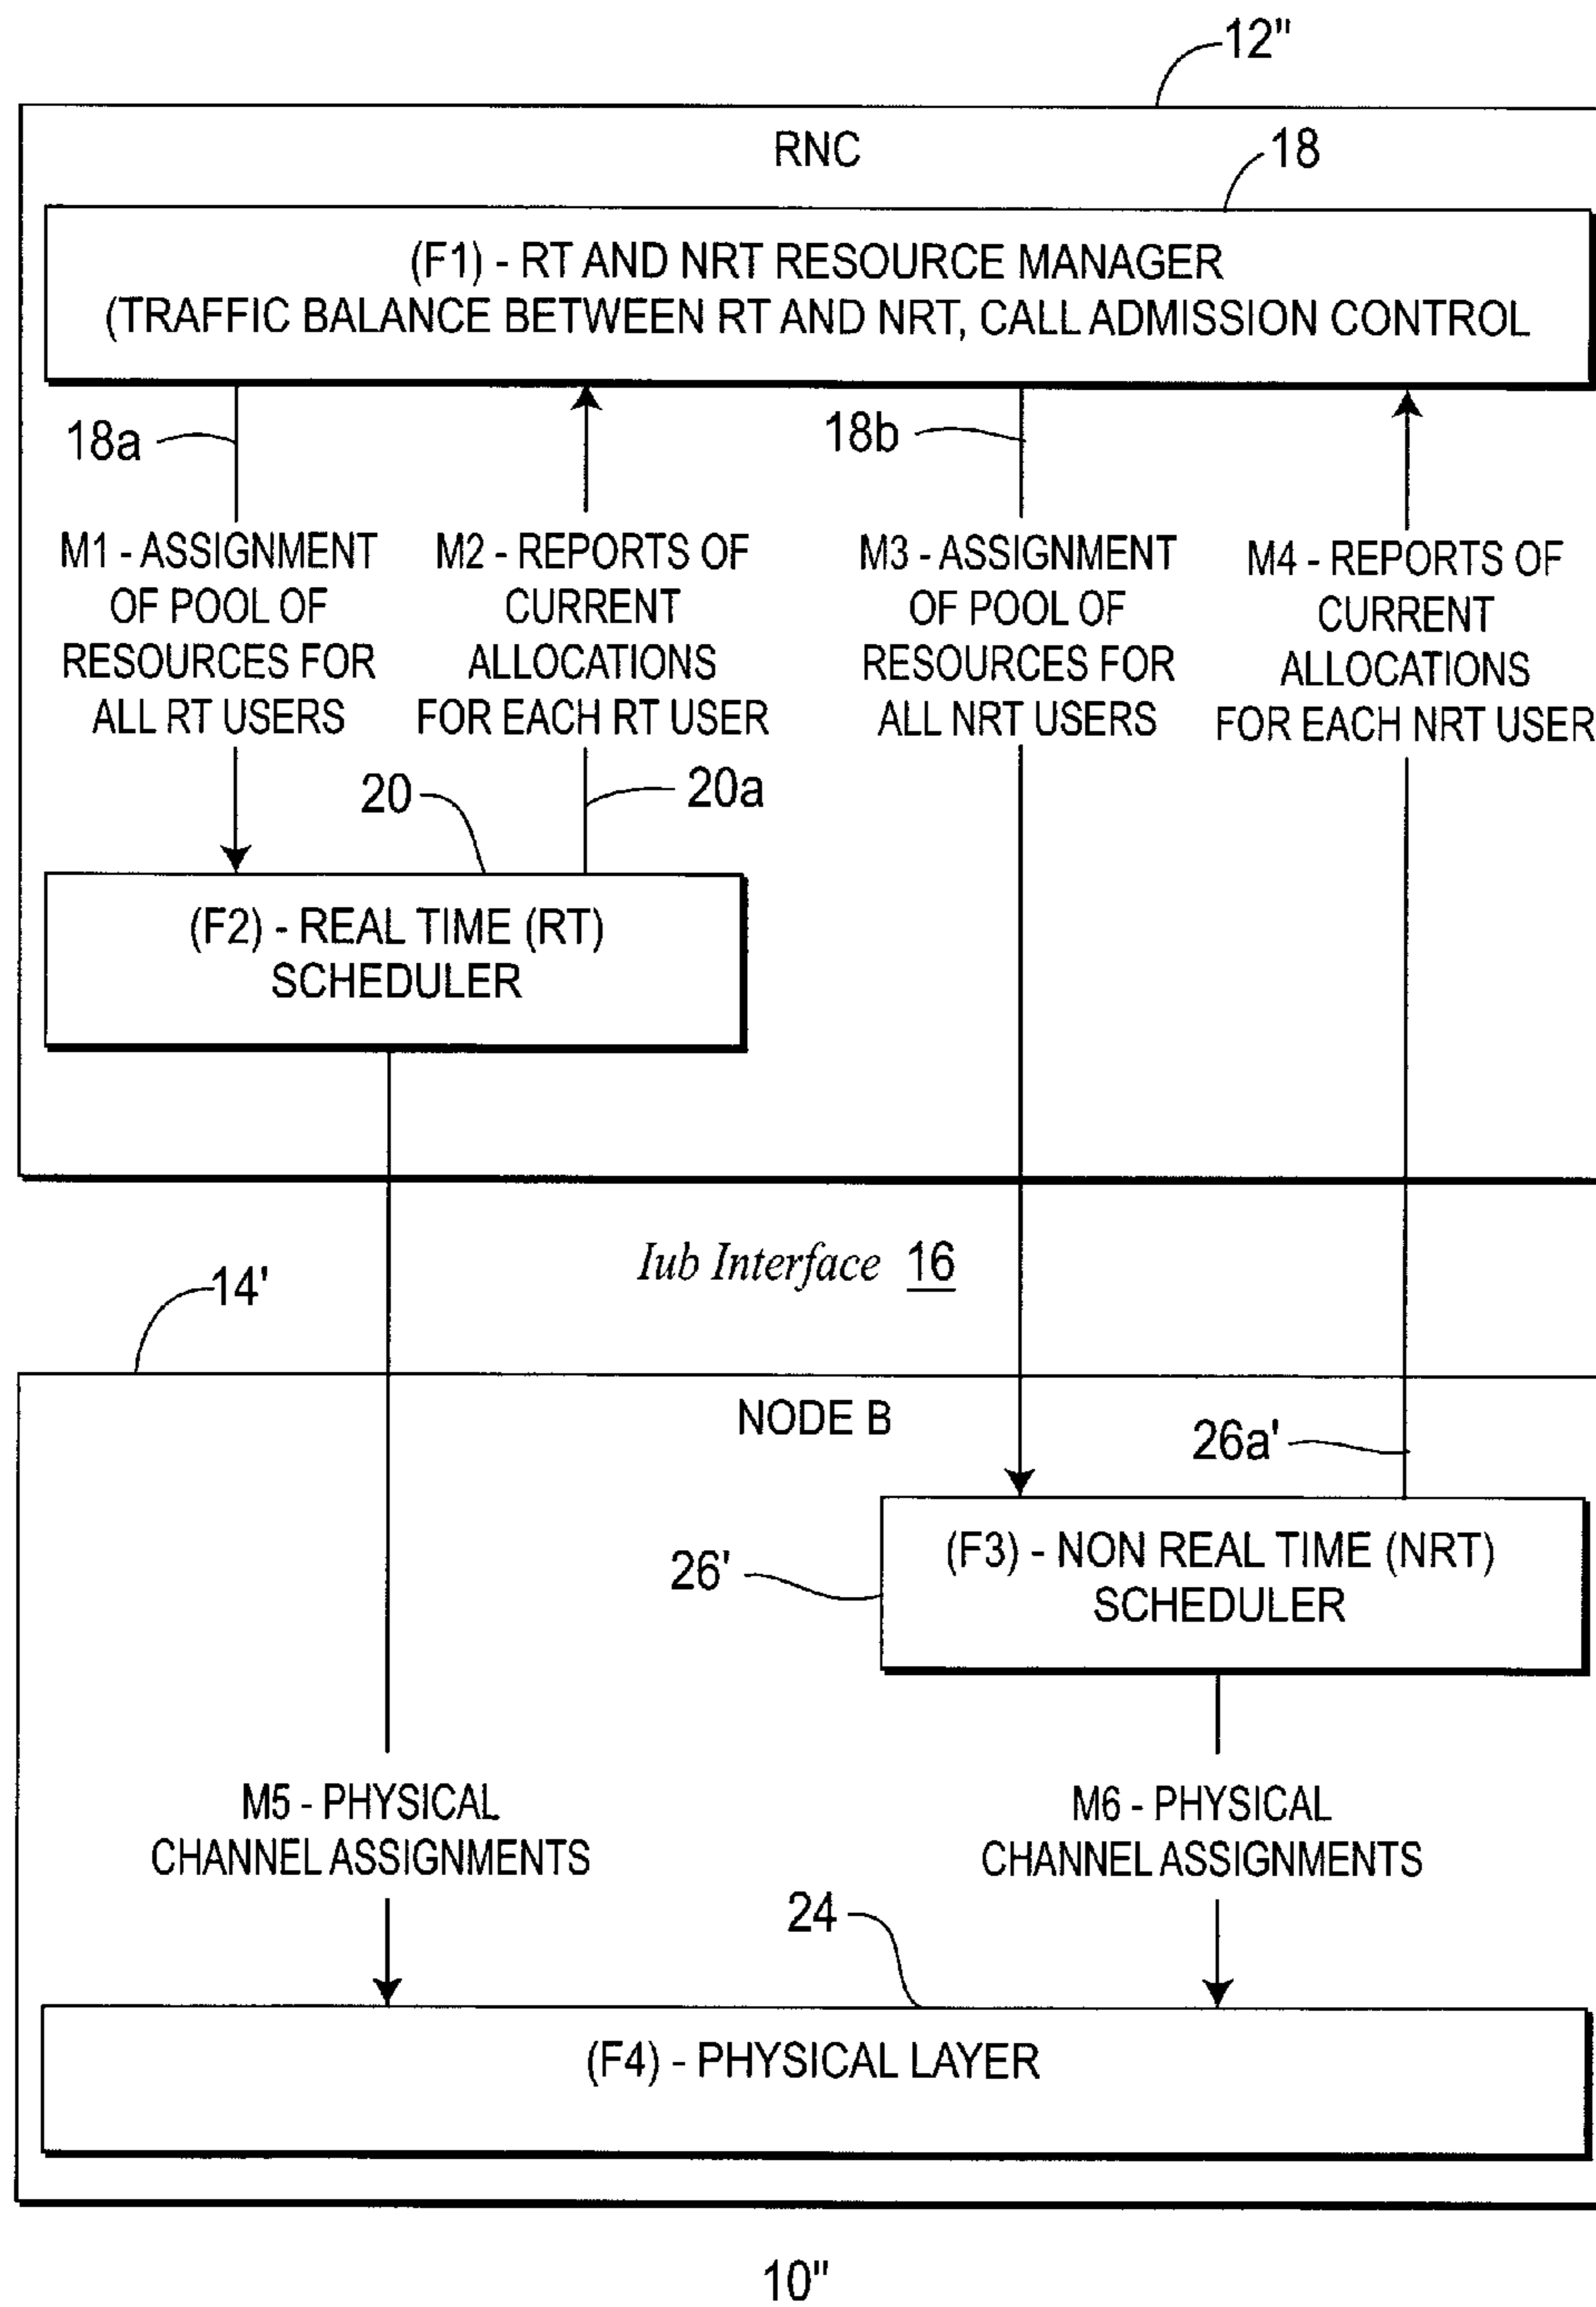 12"
RNC
18
(F1) - RT AND NRT RESOURCE MANAGER
(TRAFFIC BALANCE BETWEEN RT AND NRT, CALL ADMISSION CONTROL
18a
18b
M1 - ASSIGNMENT
OF POOL OF
RESOURCES FOR
ALL RT USERS
M2 - REPORTS OF
CURRENT
ALLOCATIONS
FOR EACH RT USER
M3 - ASSIGNMENT
OF POOL OF
RESOURCES FOR
ALL NRT USERS
M4 - REPORTS OF
CURRENT
ALLOCATIONS
FOR EACH NRT USER
20
20a
(F2) - REAL TIME (RT)
SCHEDULER
Iub Interface 16
14'
NODE B
26a'
26'
(F3) - NON REAL TIME (NRT)
SCHEDULER
M5 - PHYSICAL
CHANNEL ASSIGNMENTS
M6 - PHYSICAL
CHANNEL ASSIGNMENTS
24
(F4) - PHYSICAL LAYER
10"